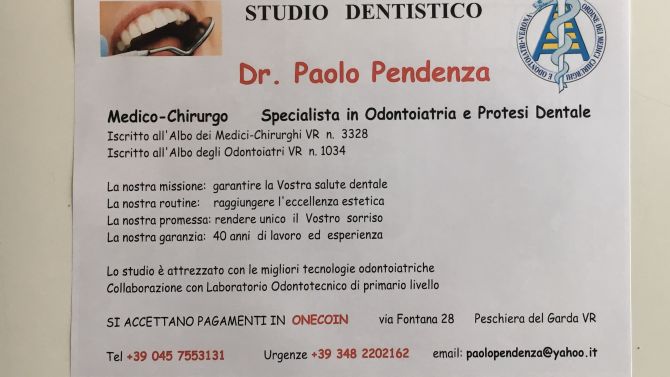 STUDIO DENTISTICO
Dr. Paolo Pendenza
Medico-Chirurgo Specialista in Odontoiatria e Protesi Dentale
Iscritto all'Albo dei Medici-Chirurghi VR n. 3328
Iscritto all'Albo degli Odontoiatri VR n. 1034
La nostra missione: garantire la Vostra salute dentale
La nostra routine: raggiungere l'eccellenza estetica
La nostra promessa: rendere unico il Vostro sorriso
La nostra garanzia: 40 anni di lavoro ed esperienza
Lo studio è attrezzato con le migliori tecnologie odontoiatriche
Collaborazione con Laboratorio Odontotecnico di primario livello
SI ACCETTANO PAGAMENTI IN ONECOIN via Fontana 28 Peschiera del Garda VR
Tel +39 045 7553131 Urgenze +39 348 2202162 email: paolopendenza@yahoo.it
ORDINE DEI MEDICI CHIRURGHI E ODONTOIATRI-VERONA